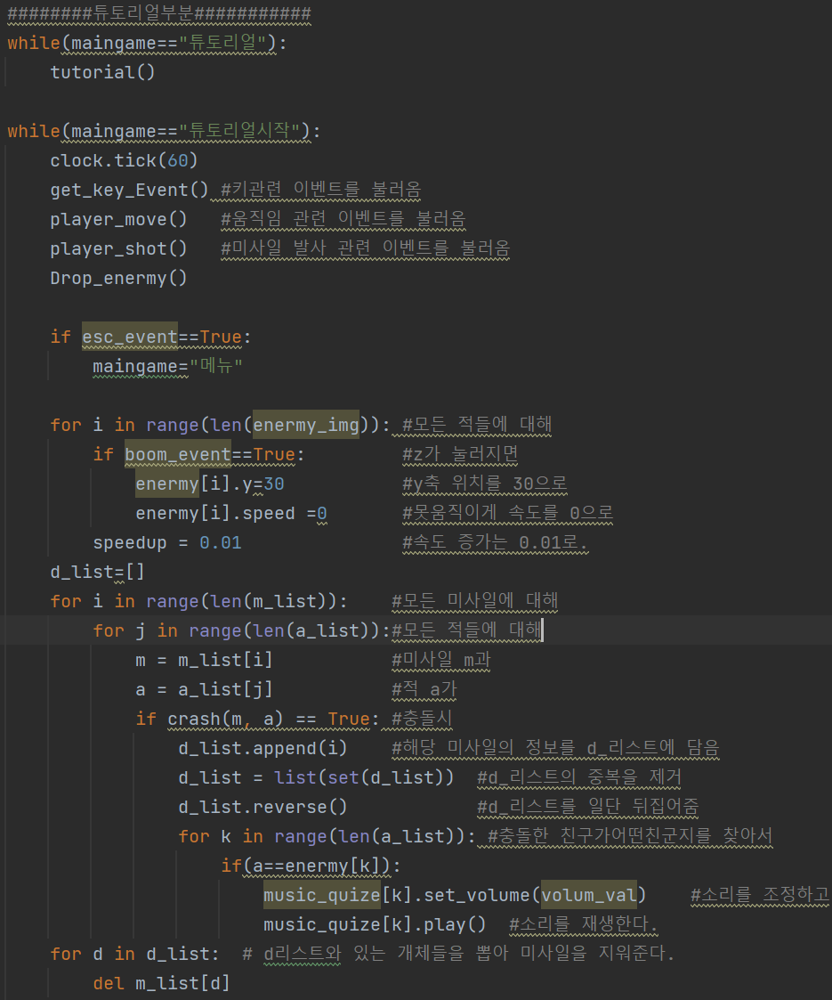 ########튜토리얼부분###########
while(maingame=="튜토리얼"):
    tutorial()

while(maingame=="튜토리얼시작"):
    clock.tick(60)
    get_key_Event() #키관련 이벤트를 불러옴
    player_move()   #움직임 관련 이벤트를 불러옴
    player_shot()   #미사일 발사 관련 이벤트를 불러옴
    Drop_enermy()

    if esc_event==True:
        maingame="메뉴"

    for i in range(len(enermy_img)): #모든 적들에 대해
        if boom_event==True:         #z가 눌러지면
            enermy[i].y=30           #y축 위치를 30으로
            enermy[i].speed =0       #못움직이게 속도를 0으로
        speedup = 0.01               #속도 증가는 0.01로.
    d_list=[]
    for i in range(len(m_list)):    #모든 미사일에 대해
        for j in range(len(a_list)):#모든 적들에 대해
            m = m_list[i]           #미사일 m과
            a = a_list[j]           #적 a가
            if crash(m, a) == True: #충돌시
                d_list.append(i)    #해당 미사일의 정보를 d_리스트에 담음
                d_list = list(set(d_list))  #d_리스트의 중복을 제거
                d_list.reverse()            #d_리스트를 일단 뒤집어줌
                for k in range(len(a_list)): #충돌한 친구가어떤친군지를 찾아서
                    if(a==enermy[k]):
                        music_quize[k].set_volume(volum_val)    #소리를 조정하고
                        music_quize[k].play()  #소리를 재생한다.
    for d in d_list:  # d리스트와 있는 개체들을 뽑아 미사일을 지워준다.
        del m_list[d]